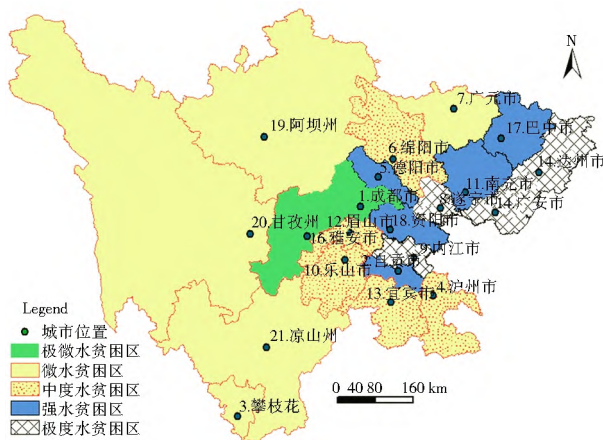 N
7.广元市
17.巴中市
19.阿坝州
6.绵阳市
5.德阳市
14.达州市
11.南充市
1.成都市
8.遂宁市
14.广安市
20.甘孜州
12.眉山市
18.资阳市
16.雅安市
9.内江市
10.乐山市
2.自贡市
13.宜宾市
4.泸州市
21.凉山州
3.攀枝花
Legend
城市位置
极微水贫困区
微水贫困区
中度水贫困区
强水贫困区
极度水贫困区
0 40 80 160 km